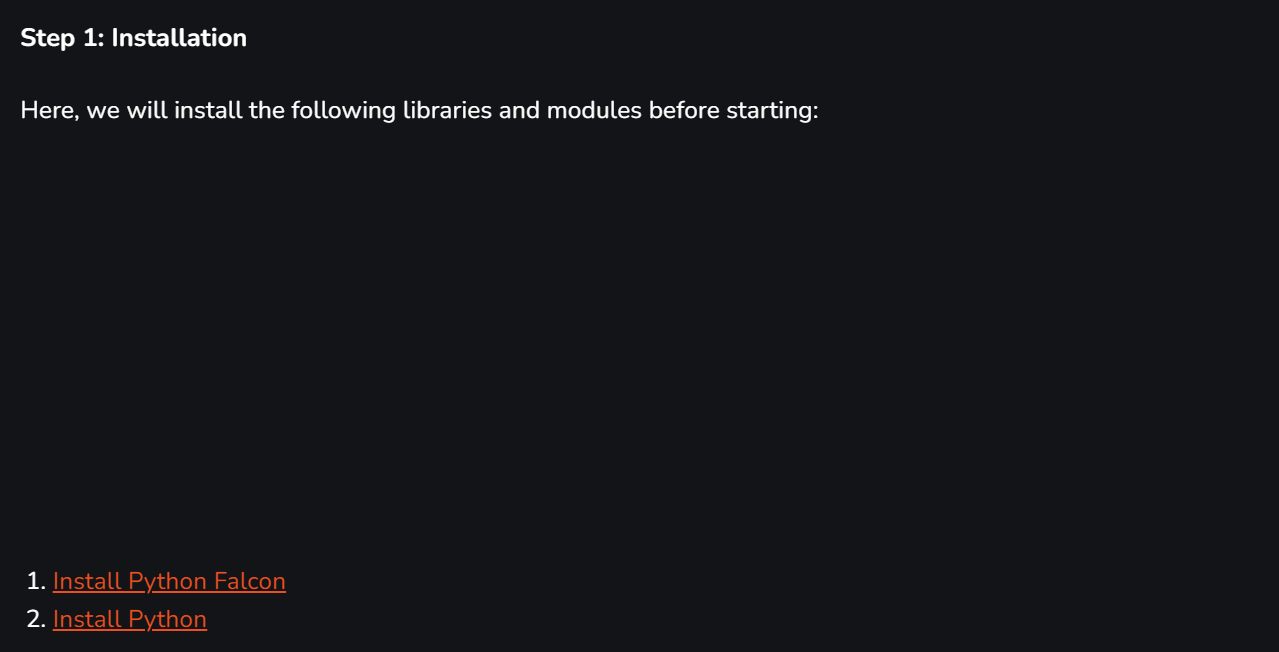 Step 1: Installation
Here, we will install the following libraries and modules before starting:
1. Install Python Falcon
2. Install Python